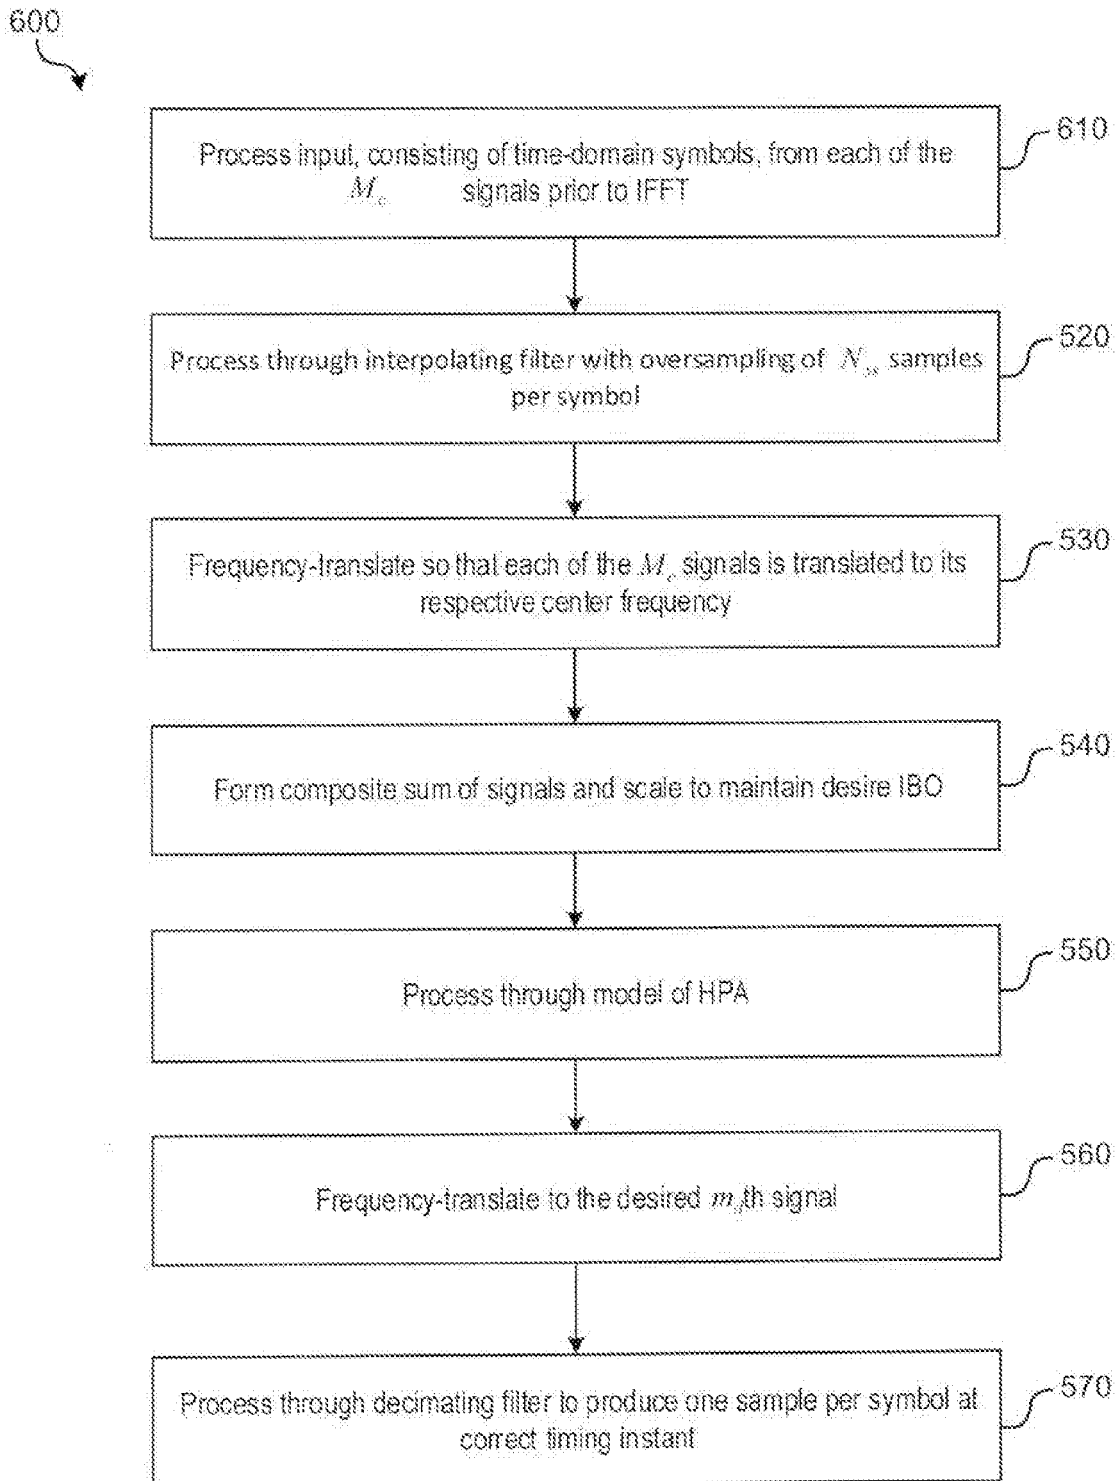 600
610
Process input, consisting of time-domain symbols, from each of the
M_c signals prior to IFFT
520
Process through interpolating filter with oversampling of N_ss samples
per symbol
530
Frequency-translate so that each of the M_c signals is translated to its
respective center frequency
540
Form composite sum of signals and scale to maintain desire IBO
550
Process through model of HPA
560
Frequency-translate to the desired m_dth signal
570
Process through decimating filter to produce one sample per symbol at
correct timing instant